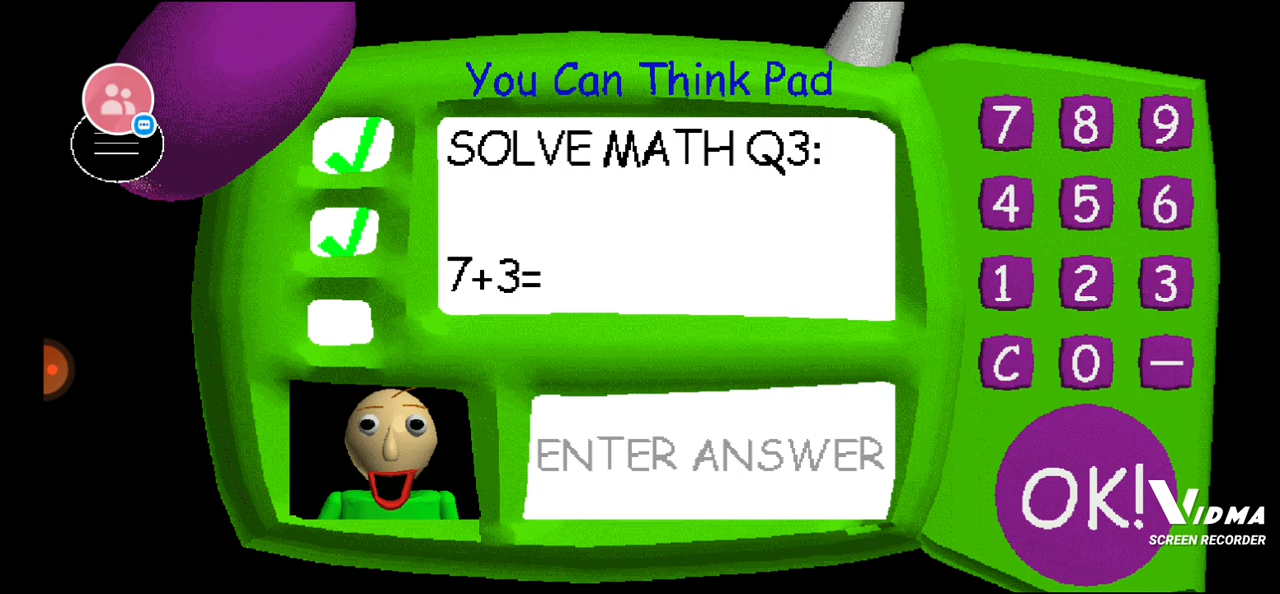 You Can Think Pad
SOLVE MATH Q3:
7+3=
ENTER ANSWER
7 8 9
4 5 6
1 2 3
C 0 −
OK!
VIDMA
SCREEN RECORDER